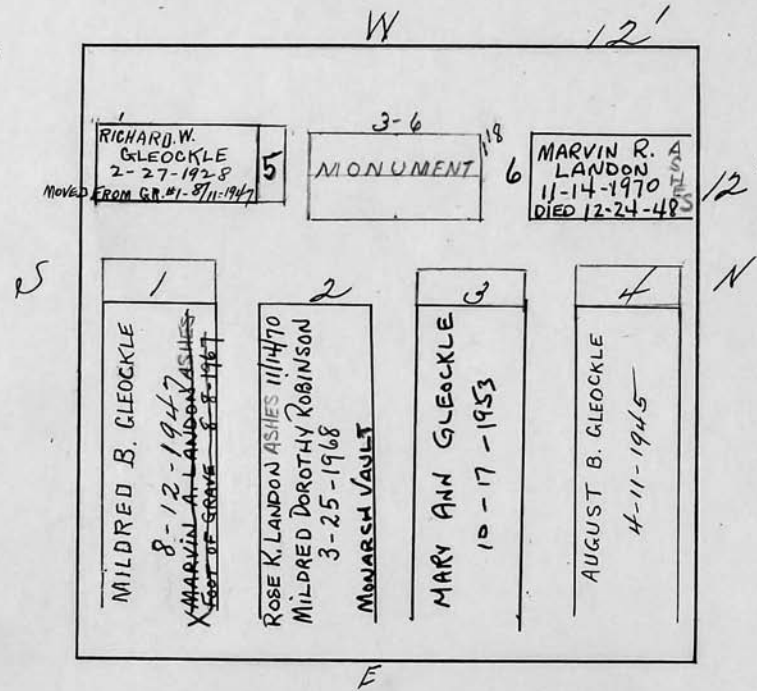 W
12'
RICHARD. W.
GLEOCKLE
2-27-1928
MOVED FROM GR.#1-8/11-1947
5
3-6
MONUMENT
1'8
6
MARVIN R.
LANDON
11-14-1970
DIED 12-24-48
ASHES
12
S
N
1
MILDRED B. GLEOCKLE
8-12-1947
X MARVIN A. LANDON ASHES
X FOOT OF GRAVE 8-8-1967
2
ROSE K. LANDON ASHES 11/14/70
MILDRED DOROTHY ROBINSON
3-25-1968
MONARCH VAULT
3
MARY ANN GLEOCKLE
10-17-1953
4
AUGUST B. GLEOCKLE
4-11-1945
E